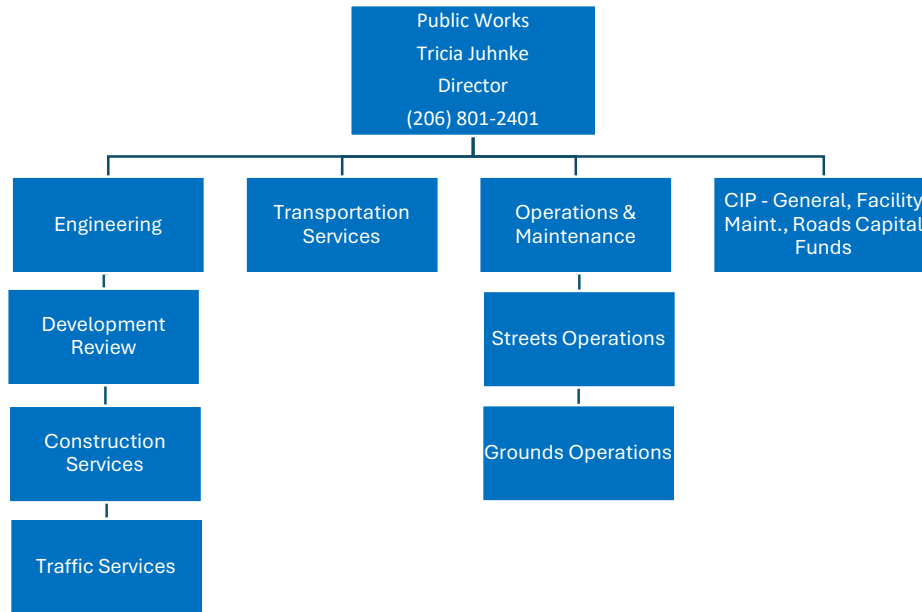 Public Works
Tricia Juhnke
Director
(206) 801-2401
Engineering
Transportation
Services
Operations &
Maintenance
CIP - General, Facility
Maint., Roads Capital
Funds
Development
Review
Streets Operations
Construction
Services
Grounds Operations
Traffic Services